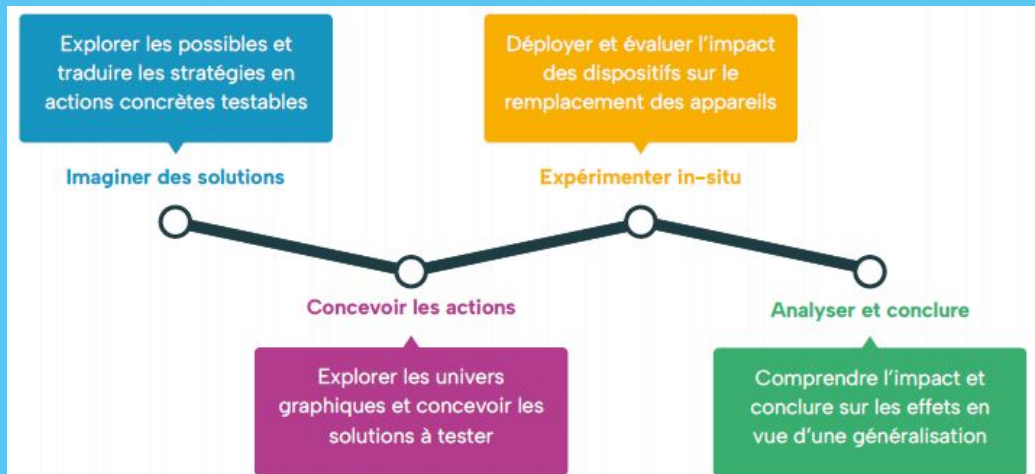 Explorer les possibles et
traduire les stratégies en
actions concrètes testables
Imaginer des solutions
Concevoir les actions
Explorer les univers
graphiques et concevoir les
solutions à tester
Déployer et évaluer l'impact
des dispositifs sur le
remplacement des appareils
Expérimenter in-situ
Analyser et conclure
Comprendre l'impact et
conclure sur les effets en
vue d'une généralisation